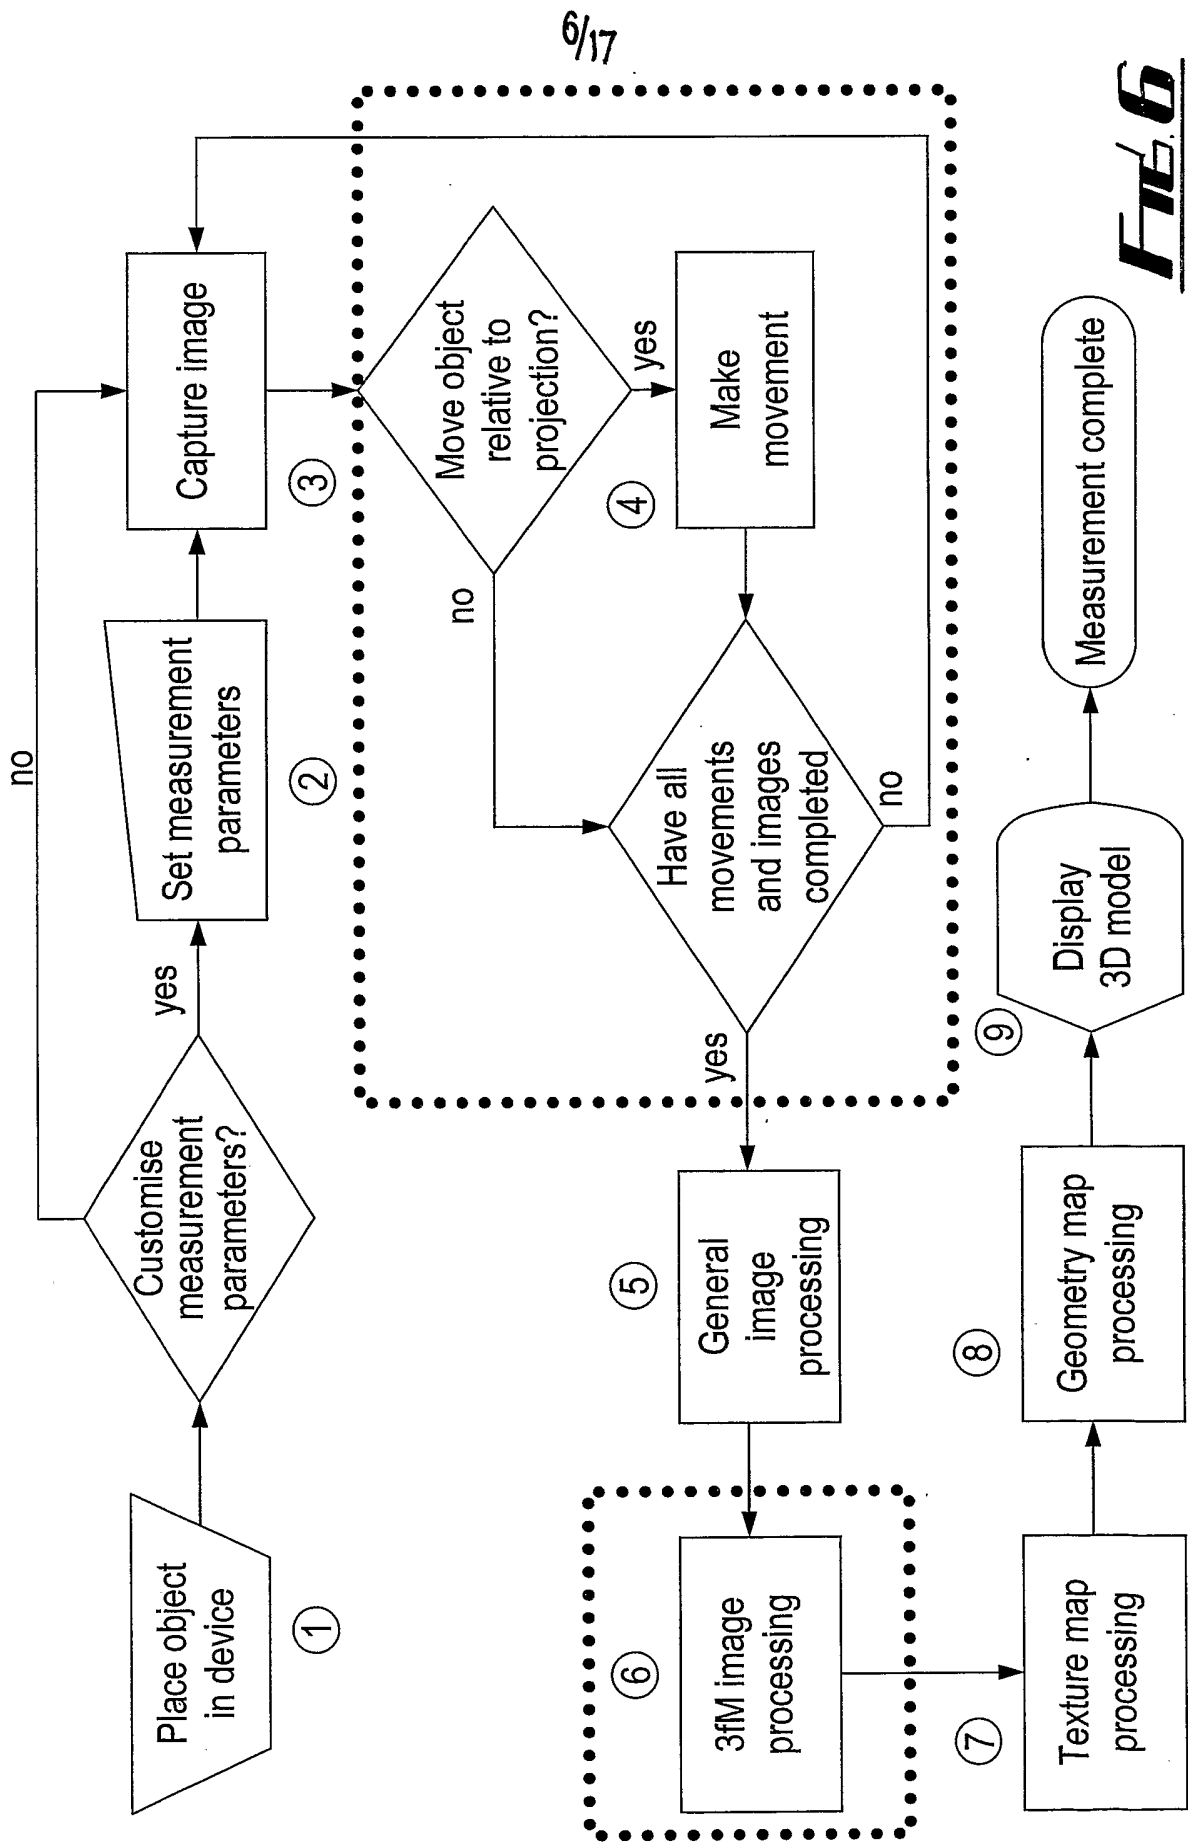 6/17
Place object
in device
1
Customise
measurement
parameters?
yes
no
Set measurement
parameters
2
Capture image
3
Move object
relative to
projection?
no
yes
4
Make
movement
Have all
movements
and images
completed
no
yes
5
General
image
processing
6
3fM image
processing
7
Texture map
processing
8
Geometry map
processing
9
Display
3D model
Measurement complete
FIG. 6